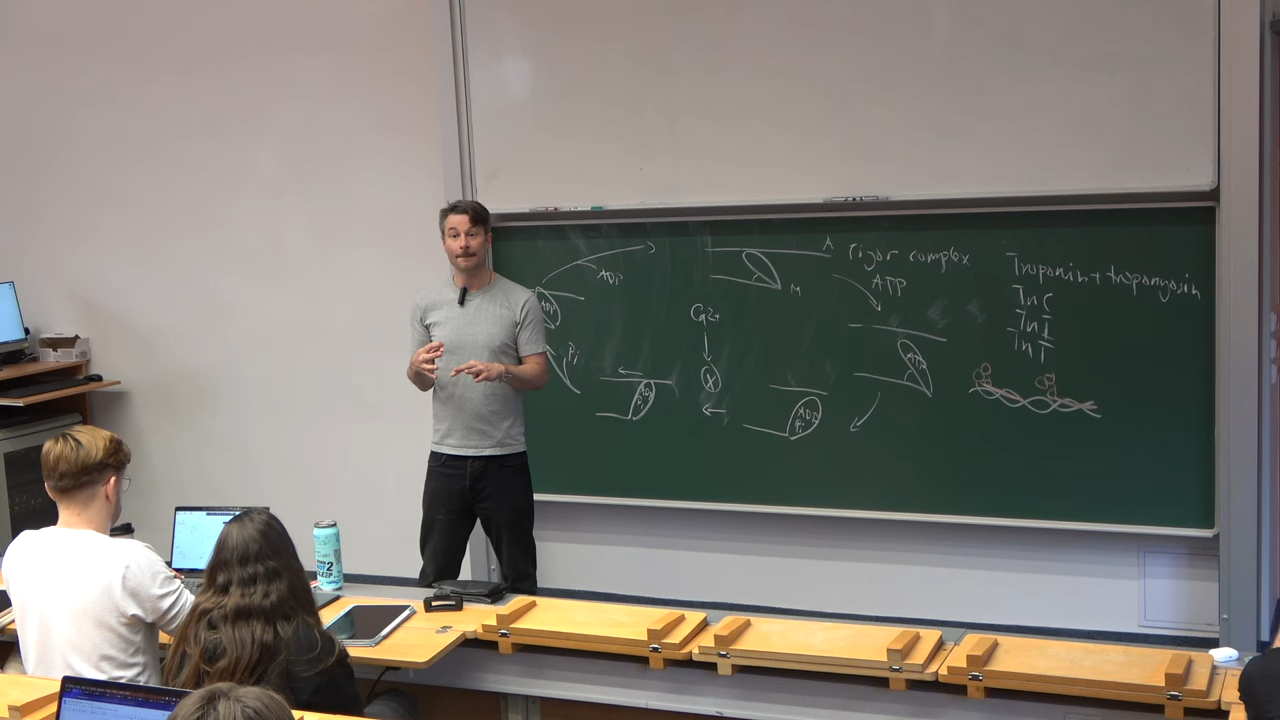 ADP
ADP
Pi
A
M
rigor complex
ATP
ATP
Ca2+
X
ADP
Pi
Troponin + tropomyosin
TnC
TnI
TnT